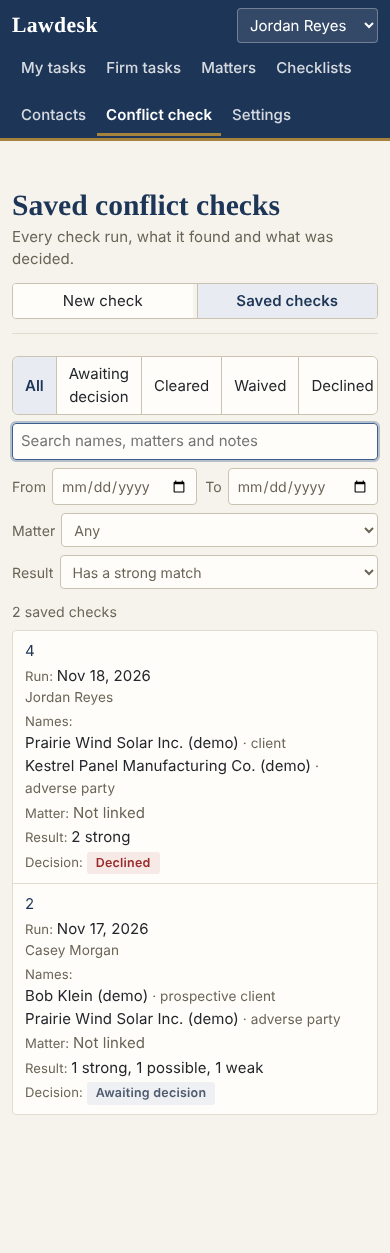 Lawdesk
Jordan Reyes
My tasks Firm tasks Matters Checklists
Contacts Conflict check Settings
Saved conflict checks
Every check run, what it found and what was
decided.
New check Saved checks
All Awaiting decision Cleared Waived Declined
Search names, matters and notes
From mm/dd/yyyy To mm/dd/yyyy
Matter Any
Result Has a strong match
2 saved checks
4
Run: Nov 18, 2026
Jordan Reyes
Names:
Prairie Wind Solar Inc. (demo) · client
Kestrel Panel Manufacturing Co. (demo) ·
adverse party
Matter: Not linked
Result: 2 strong
Decision: Declined
2
Run: Nov 17, 2026
Casey Morgan
Names:
Bob Klein (demo) · prospective client
Prairie Wind Solar Inc. (demo) · adverse party
Matter: Not linked
Result: 1 strong, 1 possible, 1 weak
Decision: Awaiting decision